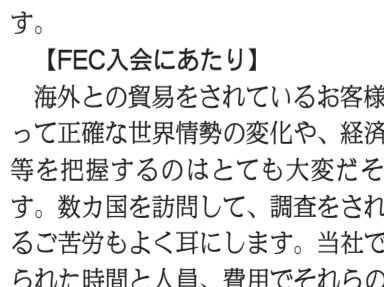 す。
【FEC入会にあたり】
海外との貿易をされているお客様
って正確な世界情勢の変化や、経済
等を把握するのはとても大変だそ
す。数カ国を訪問して、調査をされ
るご苦労もよく耳にします。当社で
られた時間と人員、費用でそれらの